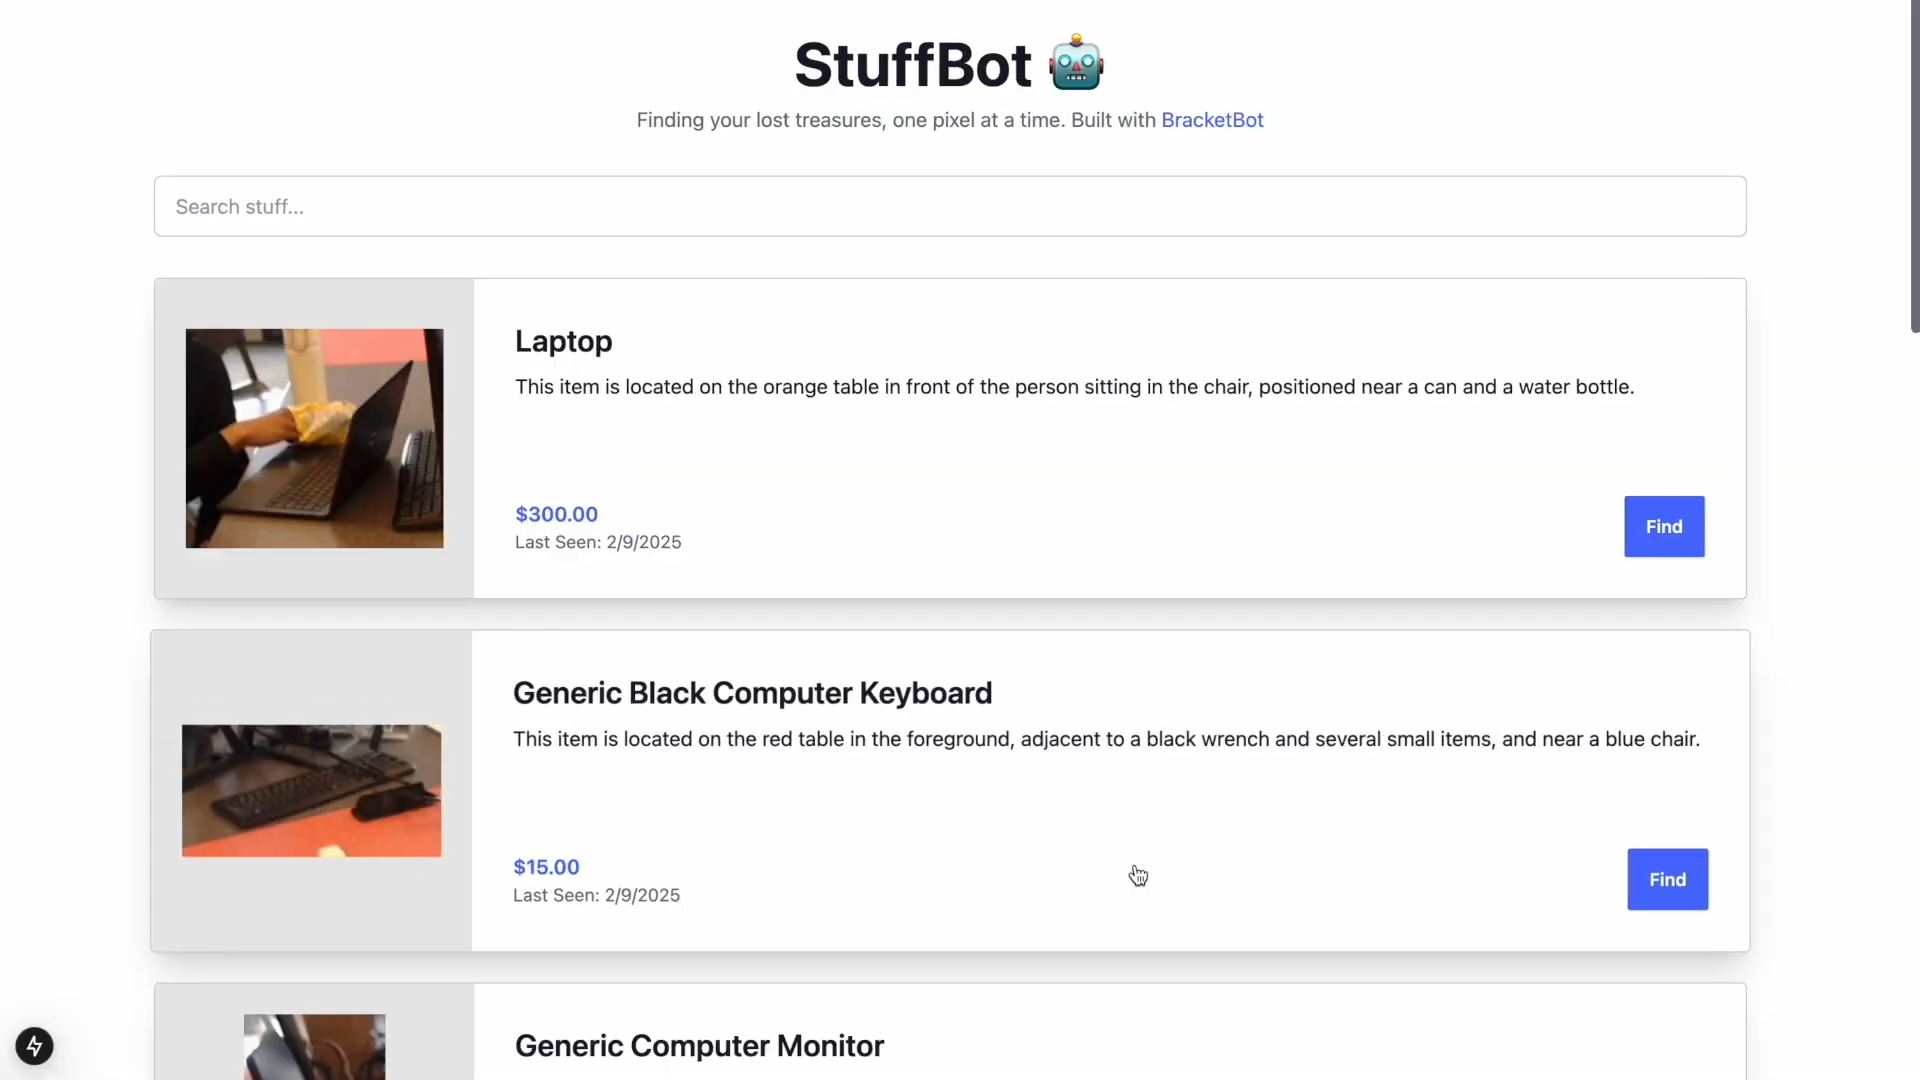 StuffBot
Finding your lost treasures, one pixel at a time. Built with BracketBot
Search stuff...
Laptop
This item is located on the orange table in front of the person sitting in the chair, positioned near a can and a water bottle.
$300.00
Last Seen: 2/9/2025
Find
Generic Black Computer Keyboard
This item is located on the red table in the foreground, adjacent to a black wrench and several small items, and near a blue chair.
$15.00
Last Seen: 2/9/2025
Find
Generic Computer Monitor